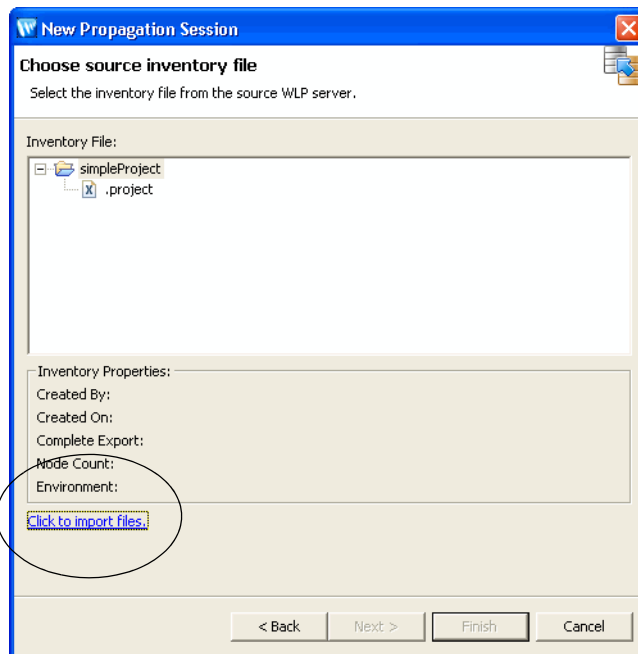 New Propagation Session
Choose source inventory file
Select the inventory file from the source WLP server.
Inventory File:
simpleProject
.project
Inventory Properties:
Created By:
Created On:
Complete Export:
Node Count:
Environment:
Click to import files.
< Back Next > Finish Cancel